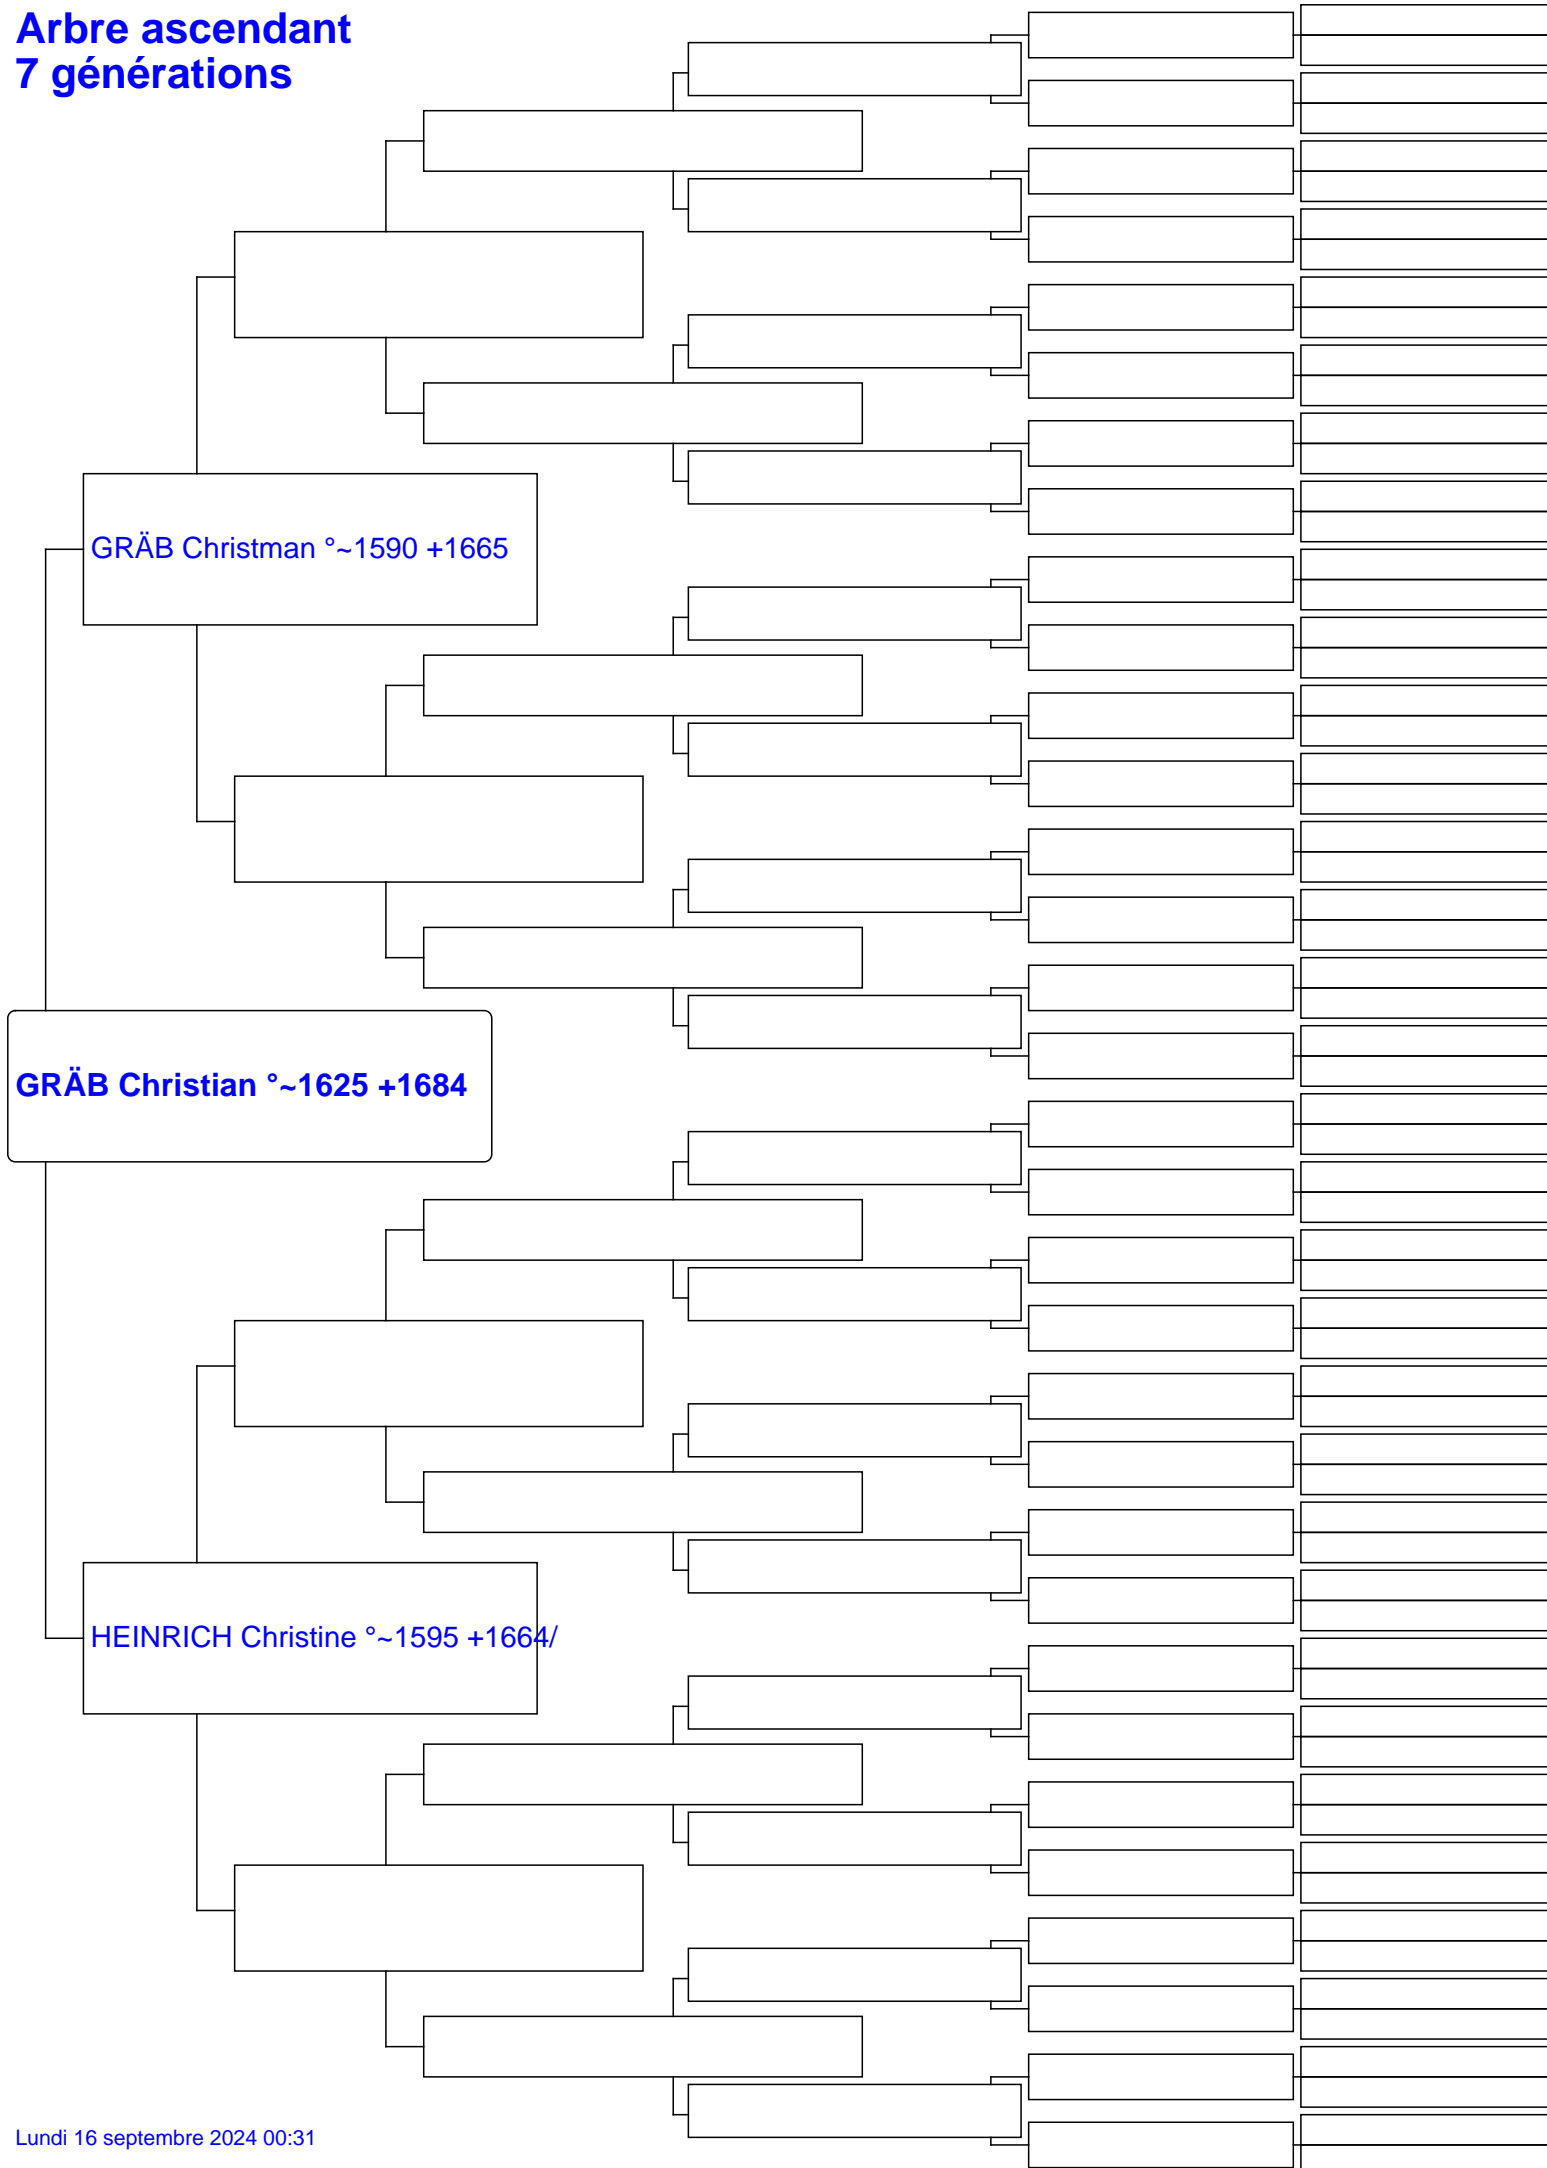 Arbre ascendant
7 générations
GRÄB Christman °~1590 +1665
GRÄB Christian °~1625 +1684
HEINRICH Christine °~1595 +1664/
Lundi 16 septembre 2024 00:31